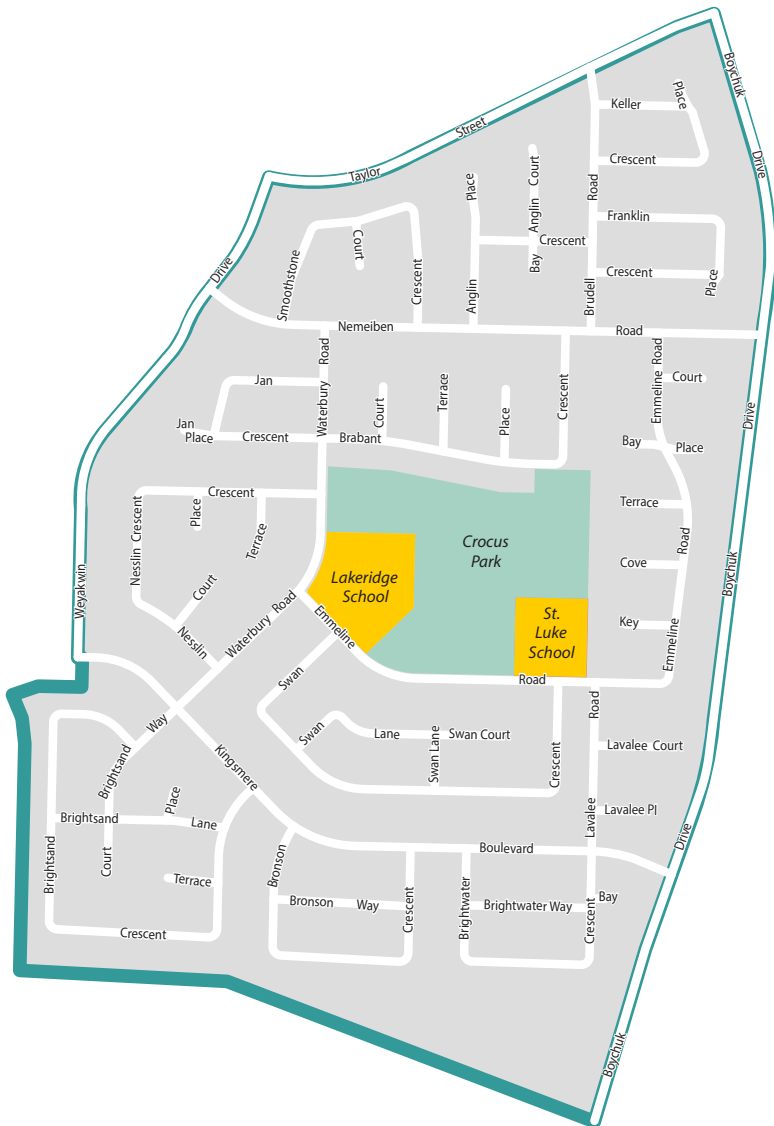 Boychuk
Drive
Taylor
Street
Keller
Place
Crescent
Franklin
Crescent
Place
Road
Brudell
Anglin Court
Bay
Crescent
Place
Anglin
Court
Crescent
Smoothstone
Drive
Nemeiben
Road
Road
Waterbury
Jan
Jan
Place
Crescent
Brabant
Court
Terrace
Place
Crescent
Emmeline Road
Court
Bay
Place
Terrace
Road
Cove
Key
Emmeline
Drive
Boychuk
Crescent
Place
Terrace
Nesslin Crescent
Court
Nesslin
Weyakwin
Crocus
Park
Lakeridge
School
St.
Luke
School
Waterbury Road
Emmeline
Road
Swan
Swan
Lane
Swan Court
Swan Lane
Crescent
Road
Lavalee
Lavalee Court
Lavalee Pl
Drive
Way
Brightsand
Kingsmere
Boulevard
Brightsand
Place
Lane
Court
Brightsand
Terrace
Crescent
Bronson
Bronson Way
Crescent
Brightwater
Brightwater Way
Bay
Crescent
Boychuk